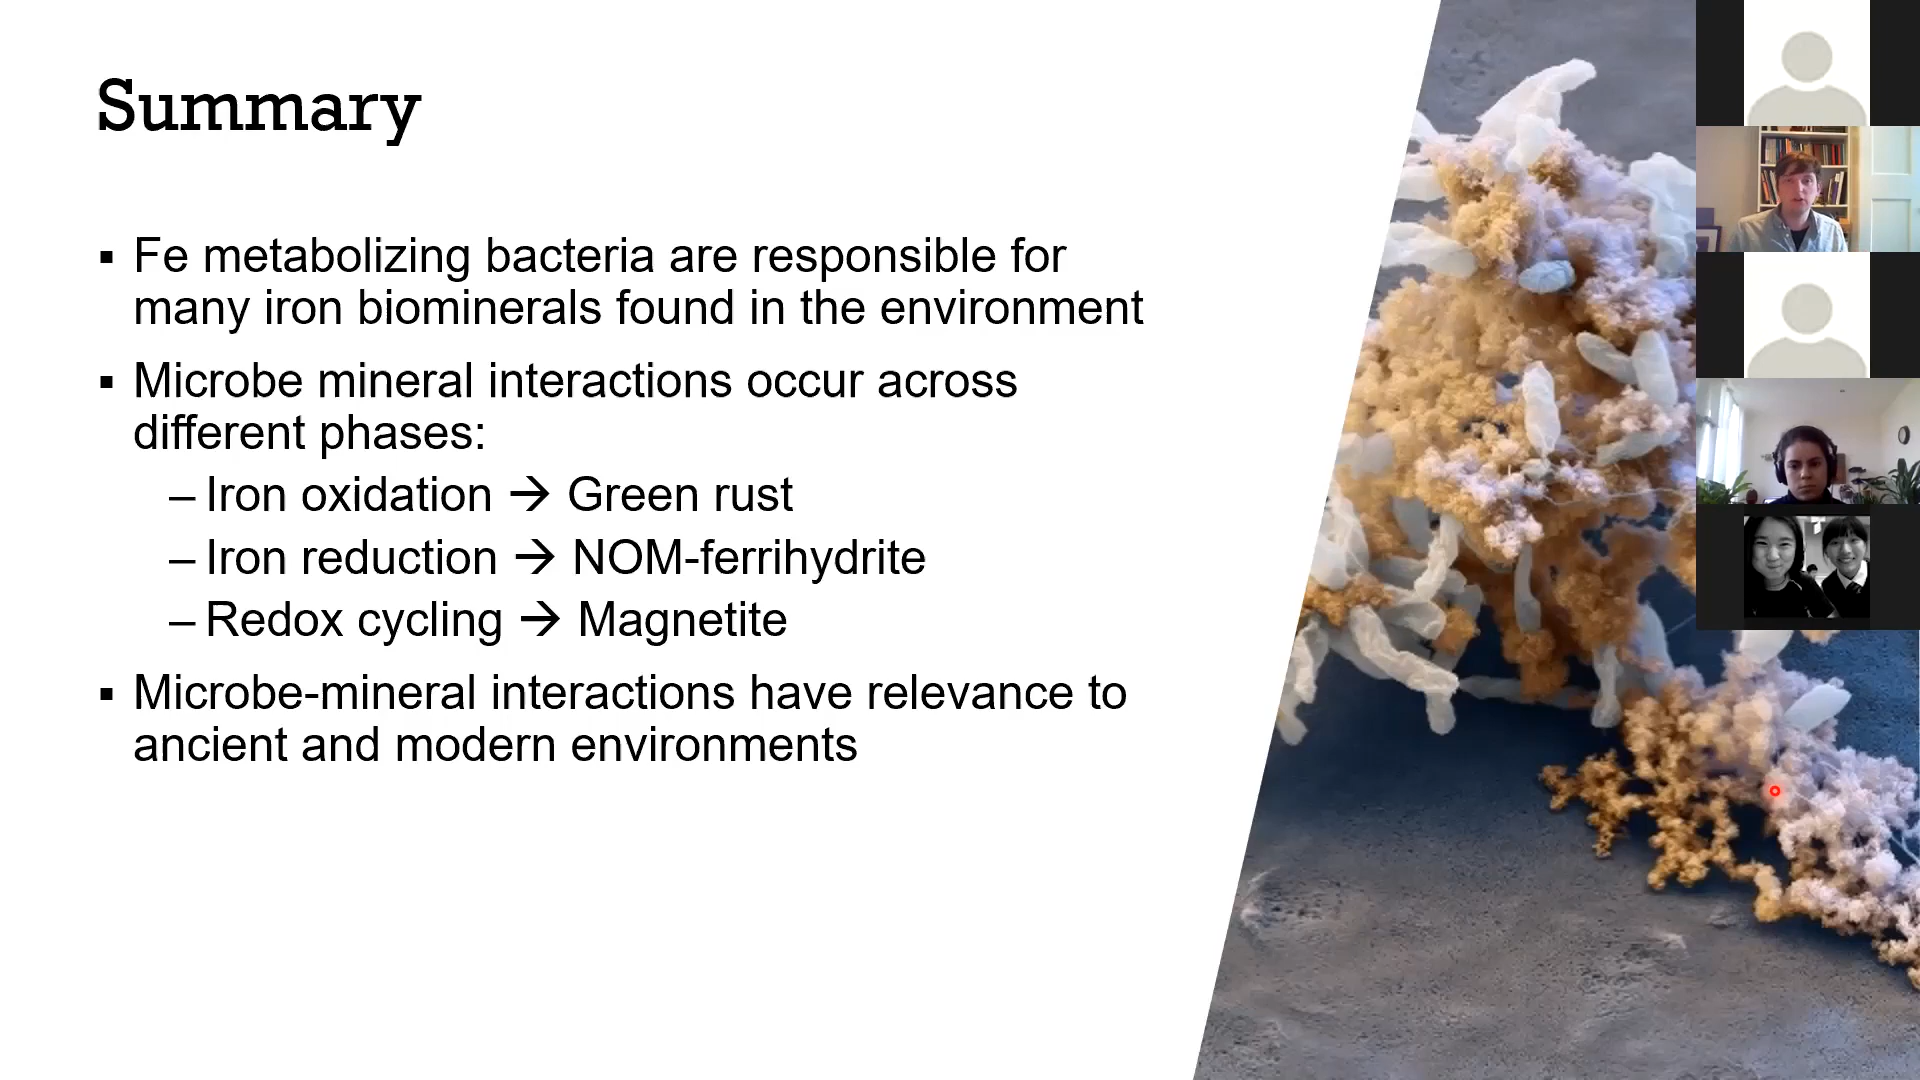 Summary
▪ Fe metabolizing bacteria are responsible for
many iron biominerals found in the environment
▪ Microbe mineral interactions occur across
different phases:
– Iron oxidation → Green rust
– Iron reduction → NOM-ferrihydrite
– Redox cycling → Magnetite
▪ Microbe-mineral interactions have relevance to
ancient and modern environments